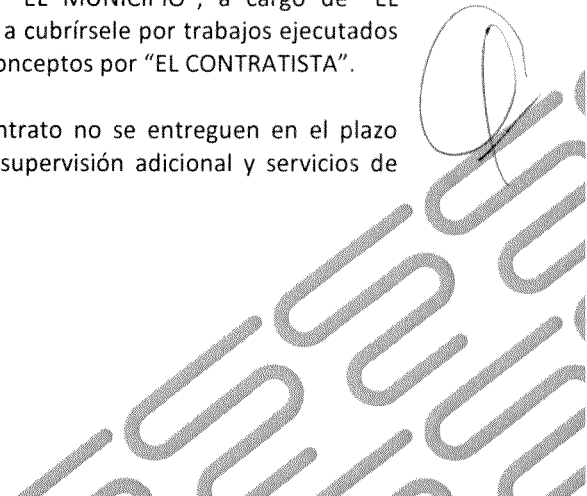 "EL MUNICIPIO", a cargo de "EL
a cubrírsele por trabajos ejecutados
onceptos por "EL CONTRATISTA".
ntrato no se entreguen en el plazo
supervisión adicional y servicios de